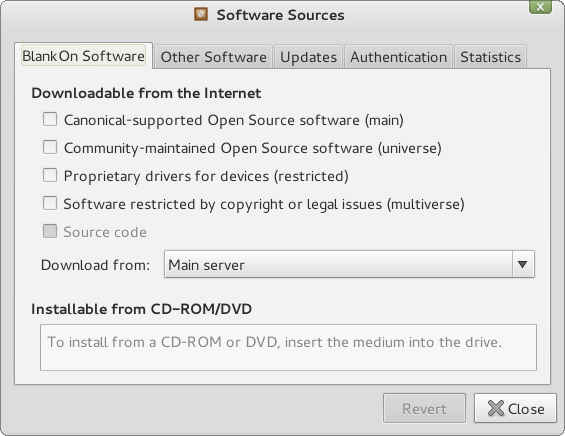 Software Sources
BlankOn Software
Other Software
Updates
Authentication
Statistics
Downloadable from the Internet
Canonical-supported Open Source software (main)
Community-maintained Open Source software (universe)
Proprietary drivers for devices (restricted)
Software restricted by copyright or legal issues (multiverse)
Source code
Download from:
Main server
Installable from CD-ROM/DVD
To install from a CD-ROM or DVD, insert the medium into the drive.
Revert
Close